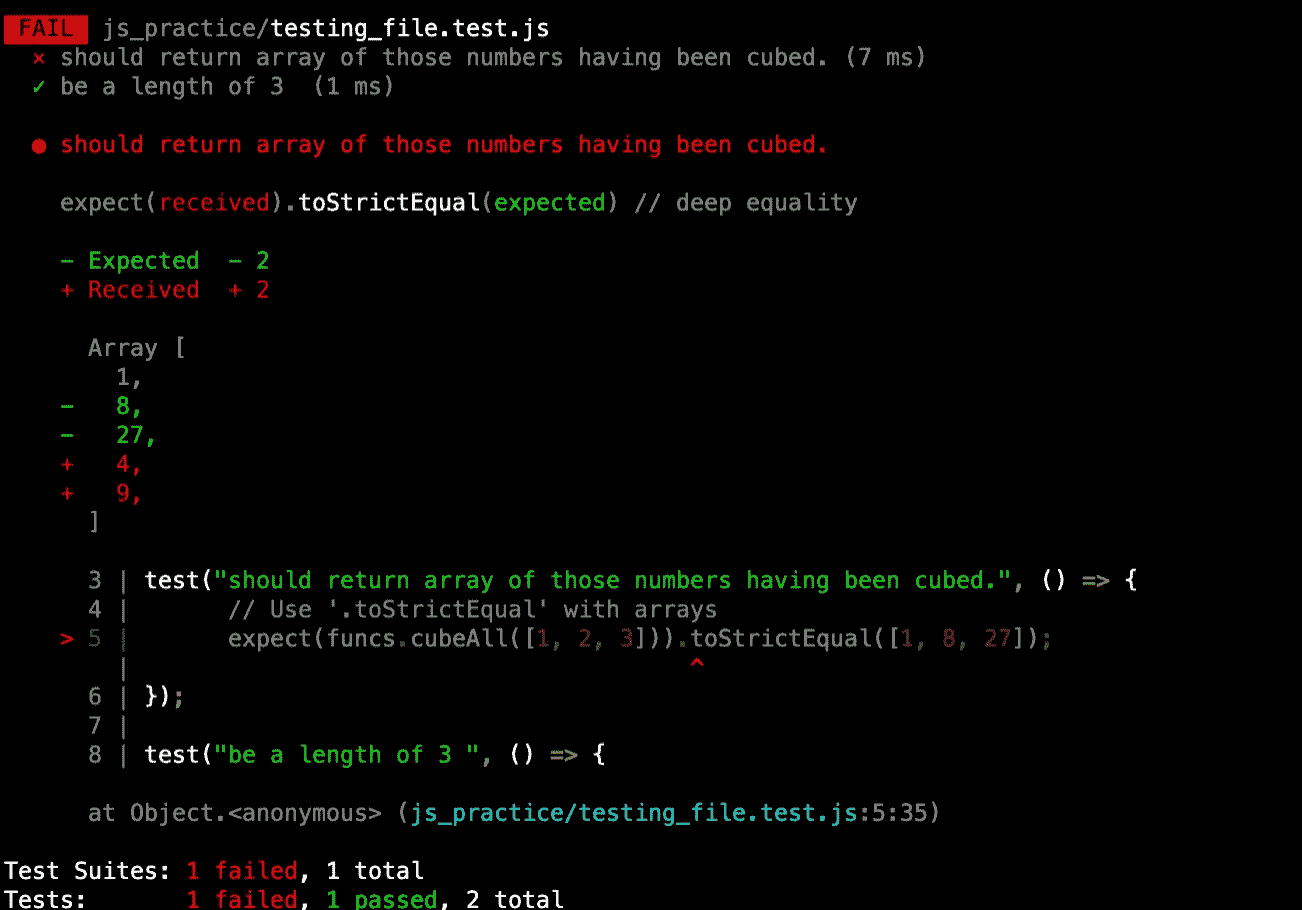 FAIL js_practice/testing_file.test.js
✕ should return array of those numbers having been cubed. (7 ms)
✓ be a length of 3  (1 ms)
● should return array of those numbers having been cubed.
expect(received).toStrictEqual(expected) // deep equality
- Expected  - 2
+ Received  + 2
Array [
1,
-   8,
-   27,
+   4,
+   9,
]
3 | test("should return array of those numbers having been cubed.", () => {
4 |       // Use '.toStrictEqual' with arrays
> 5 |       expect(funcs.cubeAll([1, 2, 3])).toStrictEqual([1, 8, 27]);
|                                         ^
6 | });
7 |
8 | test("be a length of 3 ", () => {
at Object.<anonymous> (js_practice/testing_file.test.js:5:35)
Test Suites: 1 failed, 1 total
Tests:       1 failed, 1 passed, 2 total